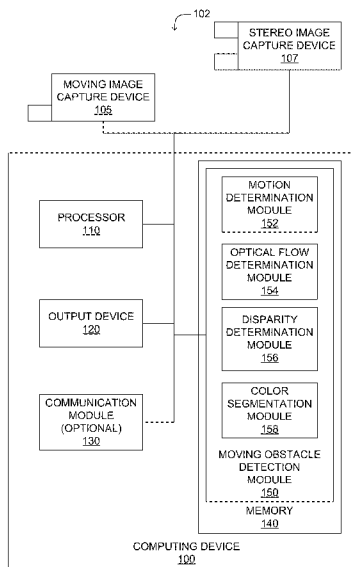 102
STEREO IMAGE
CAPTURE DEVICE
107
MOVING IMAGE
CAPTURE DEVICE
105
PROCESSOR
110
OUTPUT DEVICE
120
COMMUNICATION
MODULE
(OPTIONAL)
130
MOTION
DETERMINATION
MODULE
152
OPTICAL FLOW
DETERMINATION
MODULE
154
DISPARITY
DETERMINATION
MODULE
156
COLOR
SEGMENTATION
MODULE
158
MOVING OBSTACLE
DETECTION
MODULE
150
MEMORY
140
COMPUTING DEVICE
100